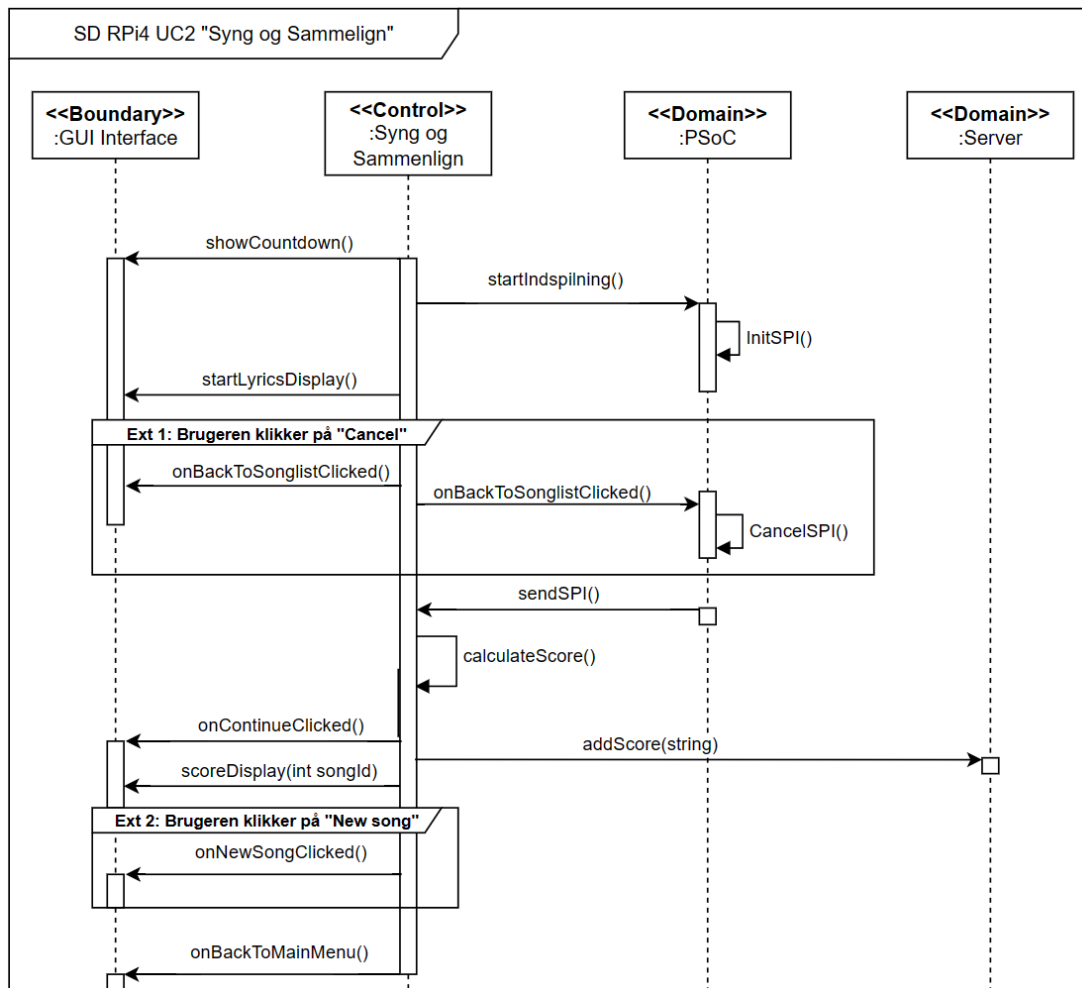 SD RPi4 UC2 "Syng og Sammelign"
<<Boundary>>
:GUI Interface
<<Control>>
:Syng og
Sammenlign
<<Domain>>
:PSoC
<<Domain>>
:Server
showCountdown()
startIndspilning()
InitSPI()
startLyricsDisplay()
Ext 1: Brugeren klikker på "Cancel"
onBackToSonglistClicked()
onBackToSonglistClicked()
CancelSPI()
sendSPI()
calculateScore()
onContinueClicked()
addScore(string)
scoreDisplay(int songId)
Ext 2: Brugeren klikker på "New song"
onNewSongClicked()
onBackToMainMenu()